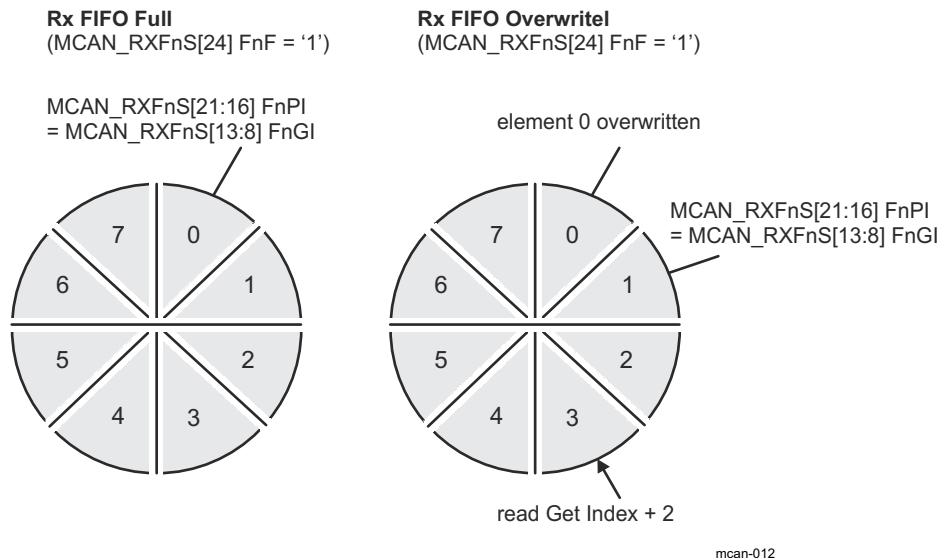 Rx FIFO Full
(MCAN_RXFnS[24] FnF = ‘1’)
MCAN_RXFnS[21:16] FnPI
= MCAN_RXFnS[13:8] FnGI
7
0
6
1
5
2
4
3
Rx FIFO Overwritel
(MCAN_RXFnS[24] FnF = ‘1’)
element 0 overwritten
MCAN_RXFnS[21:16] FnPI
= MCAN_RXFnS[13:8] FnGI
7
0
6
1
5
2
4
3
read Get Index + 2
mcan-012